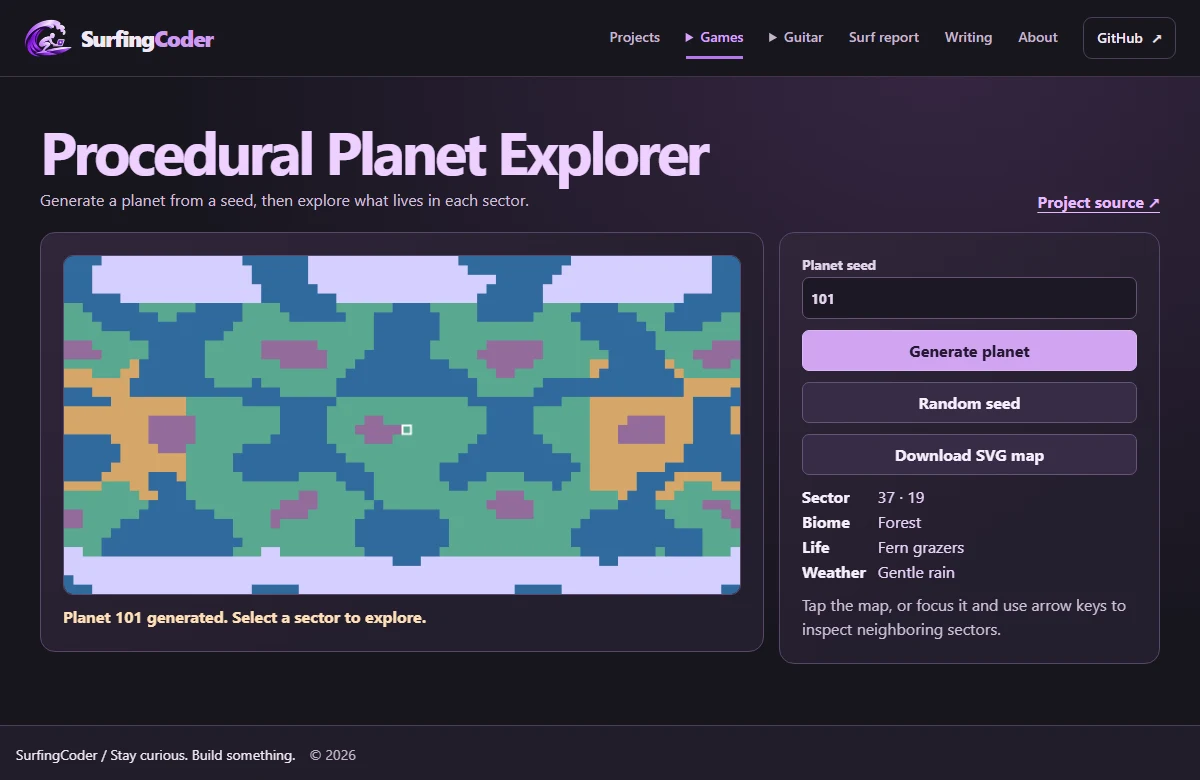 SurfingCoder
Projects
Games
Guitar
Surf report
Writing
About
GitHub ↗
Procedural Planet Explorer
Generate a planet from a seed, then explore what lives in each sector.
Project source ↗
Planet seed
101
Generate planet
Random seed
Download SVG map
Sector 37 · 19
Biome Forest
Life Fern grazers
Weather Gentle rain
Tap the map, or focus it and use arrow keys to
inspect neighboring sectors.
Planet 101 generated. Select a sector to explore.
SurfingCoder / Stay curious. Build something. © 2026